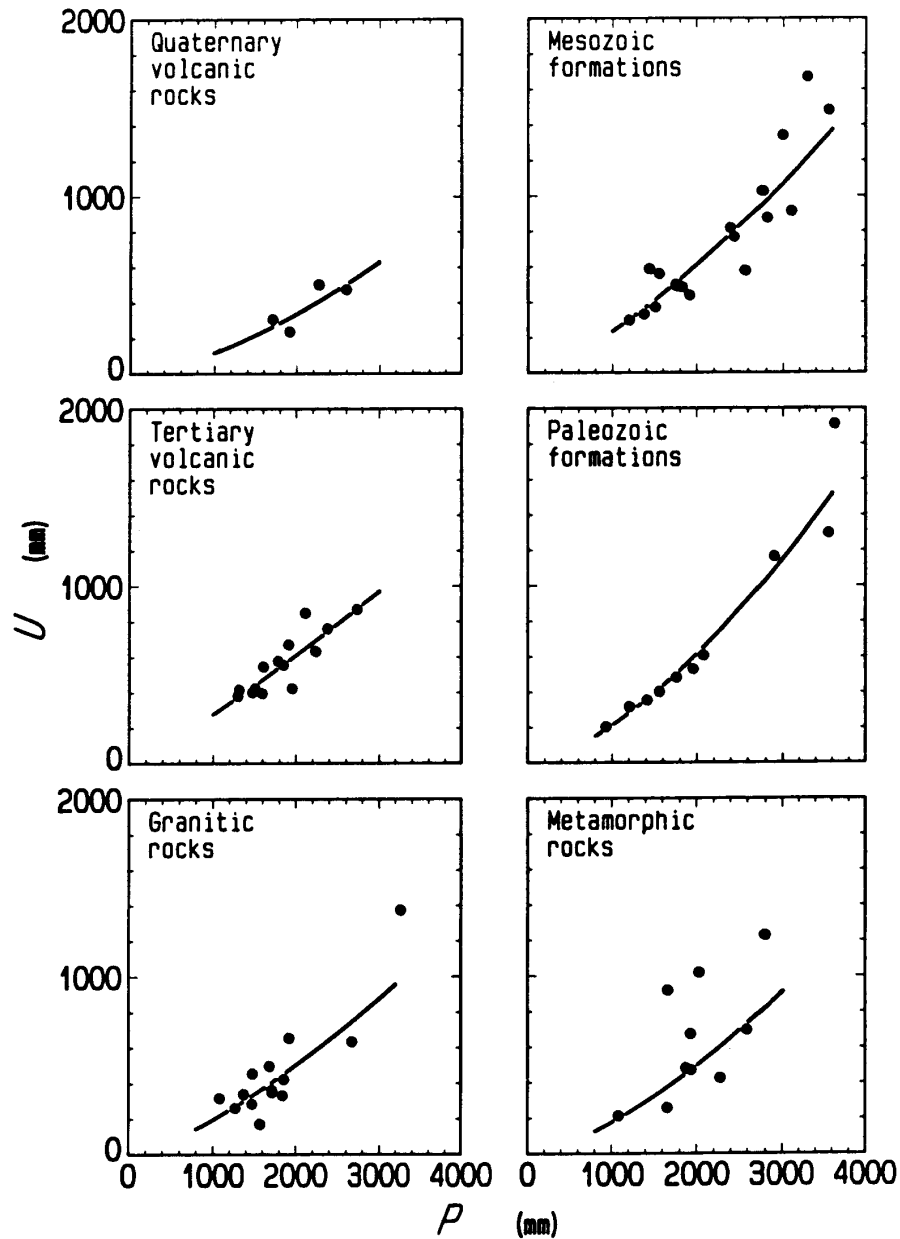 2000
Quaternary
volcanic
rocks
1000
0
Mesozoic
formations
2000
Tertiary
volcanic
rocks
1000
0
Paleozoic
formations
U (mm)
2000
Granitic
rocks
1000
0
0 1000 2000 3000 4000
Metamorphic
rocks
0 1000 2000 3000 4000
P (mm)